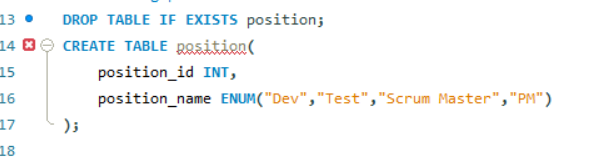 13 DROP TABLE IF EXISTS position;
14 CREATE TABLE position(
15 position_id INT,
16 position_name ENUM("Dev","Test","Scrum Master","PM")
17 );
18